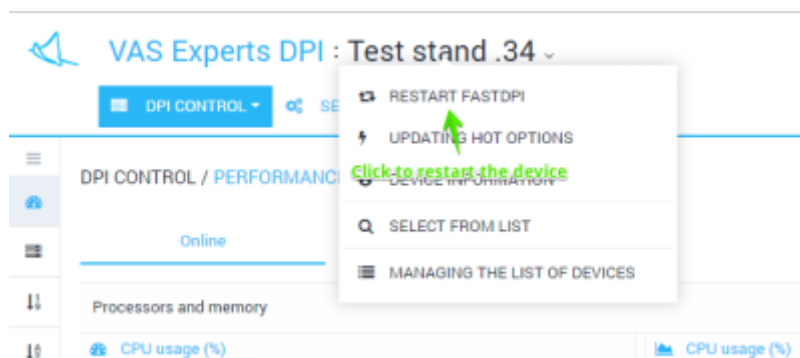 VAS Experts DPI : Test stand .34
DPI CONTROL SE
RESTART FASTDPI
UPDATING HOT OPTIONS
Click to restart the device
DEVICE INFORMATION
SELECT FROM LIST
MANAGING THE LIST OF DEVICES
DPI CONTROL / PERFORMANC
Online
Processors and memory
CPU usage (%)
CPU usage (%)